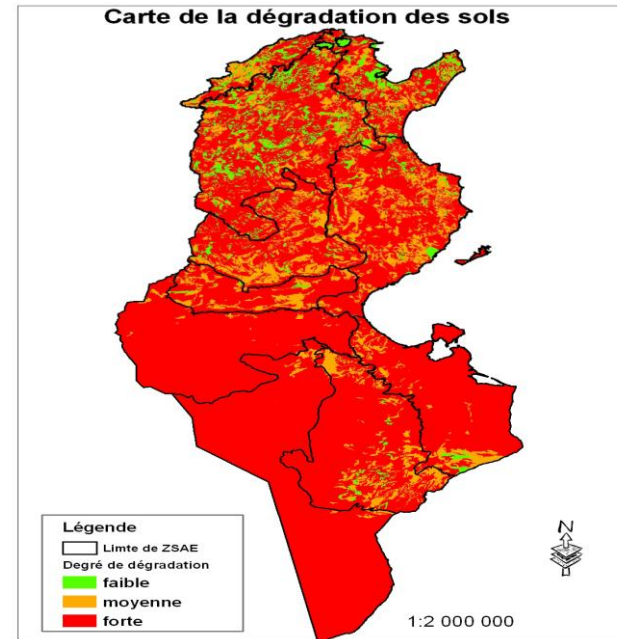 Carte de la dégradation des sols
N
Légende
Limte de ZSAE
Degré de dégradation
faible
moyenne
forte
1:2 000 000